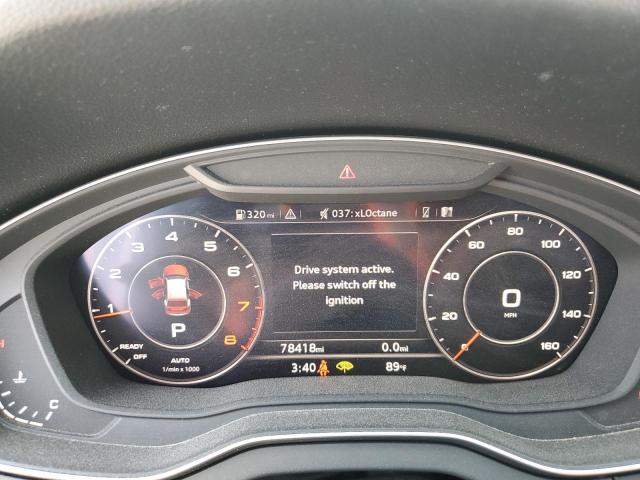 320 mi 037: xLOctane
Drive system active.
Please switch off the
ignition
1 2 3 4 5 6 7 8
P
READY
OFF
AUTO
1/min x 1000
0 20 40 60 80 100 120 140 160
0
MPH
78418mi 0.0mi
3:40 89°F
H
C